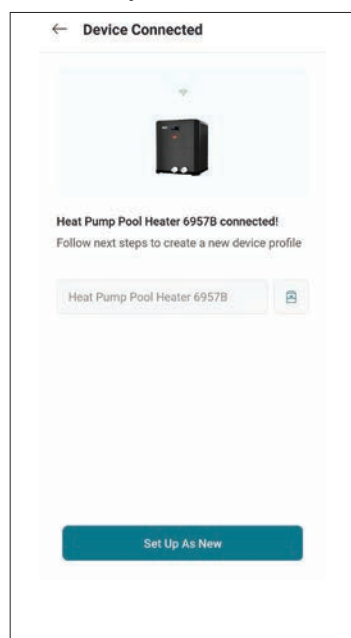 Device Connected
Heat Pump Pool Heater 6957B connected!
Follow next steps to create a new device profile
Heat Pump Pool Heater 6957B
Set Up As New